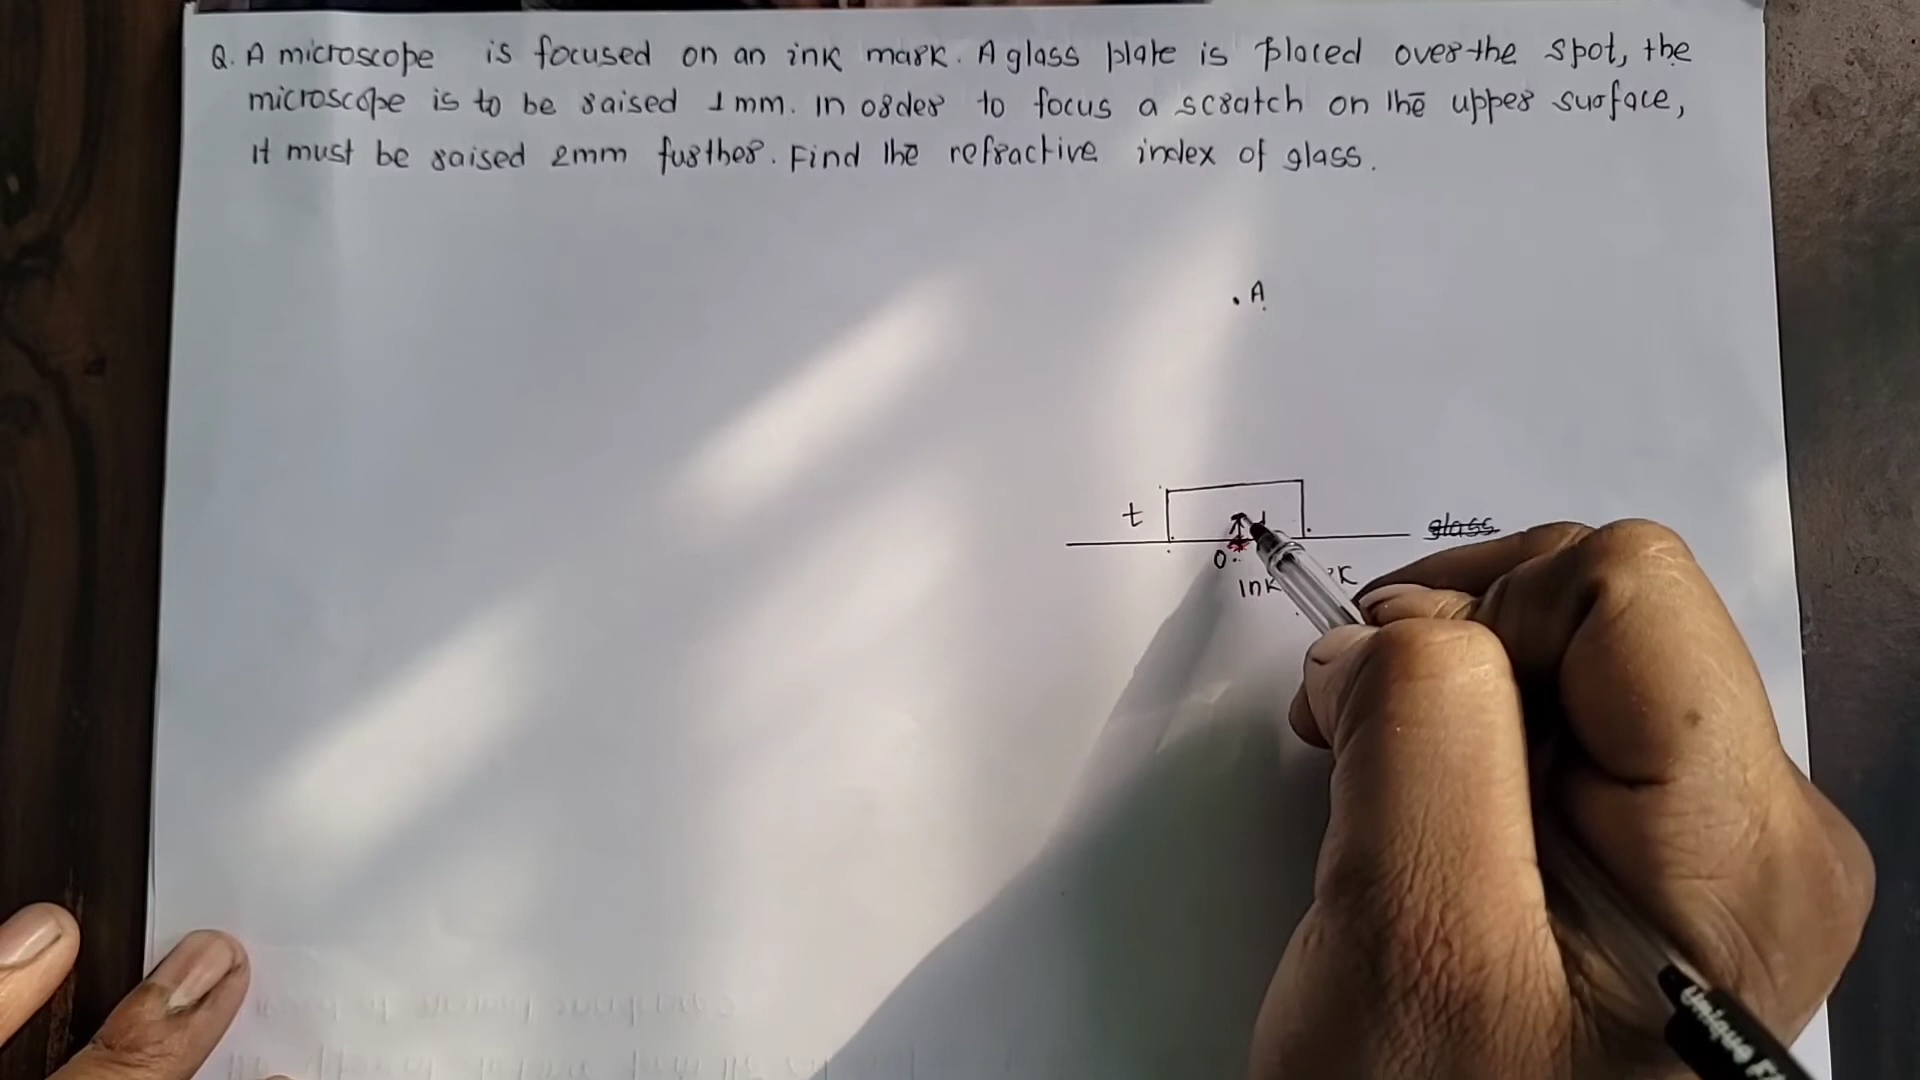 Q. A microscope is focused on an ink mark. A glass plate is placed over the spot, the
microscope is to be raised 1mm. In order to focus a scratch on the upper surface,
It must be raised 2mm further. Find the refractive index of glass.
. A
t
glass
O
Ink
Unique